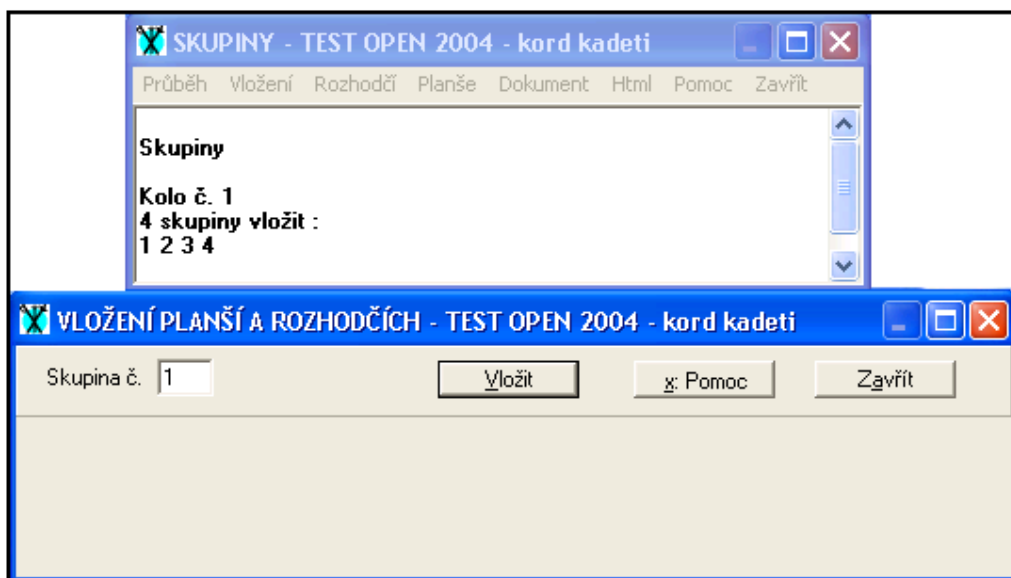 SKUPINY - TEST OPEN 2004 - kord kadeti
Průběh Vložení Rozhodčí Planše Dokument Html Pomoc Zavřít
Skupiny
Kolo č. 1
4 skupiny vložit :
1 2 3 4
VLOŽENÍ PLANŠÍ A ROZHODČÍCH - TEST OPEN 2004 - kord kadeti
Skupina č. 1 Vložit x: Pomoc Zavřít